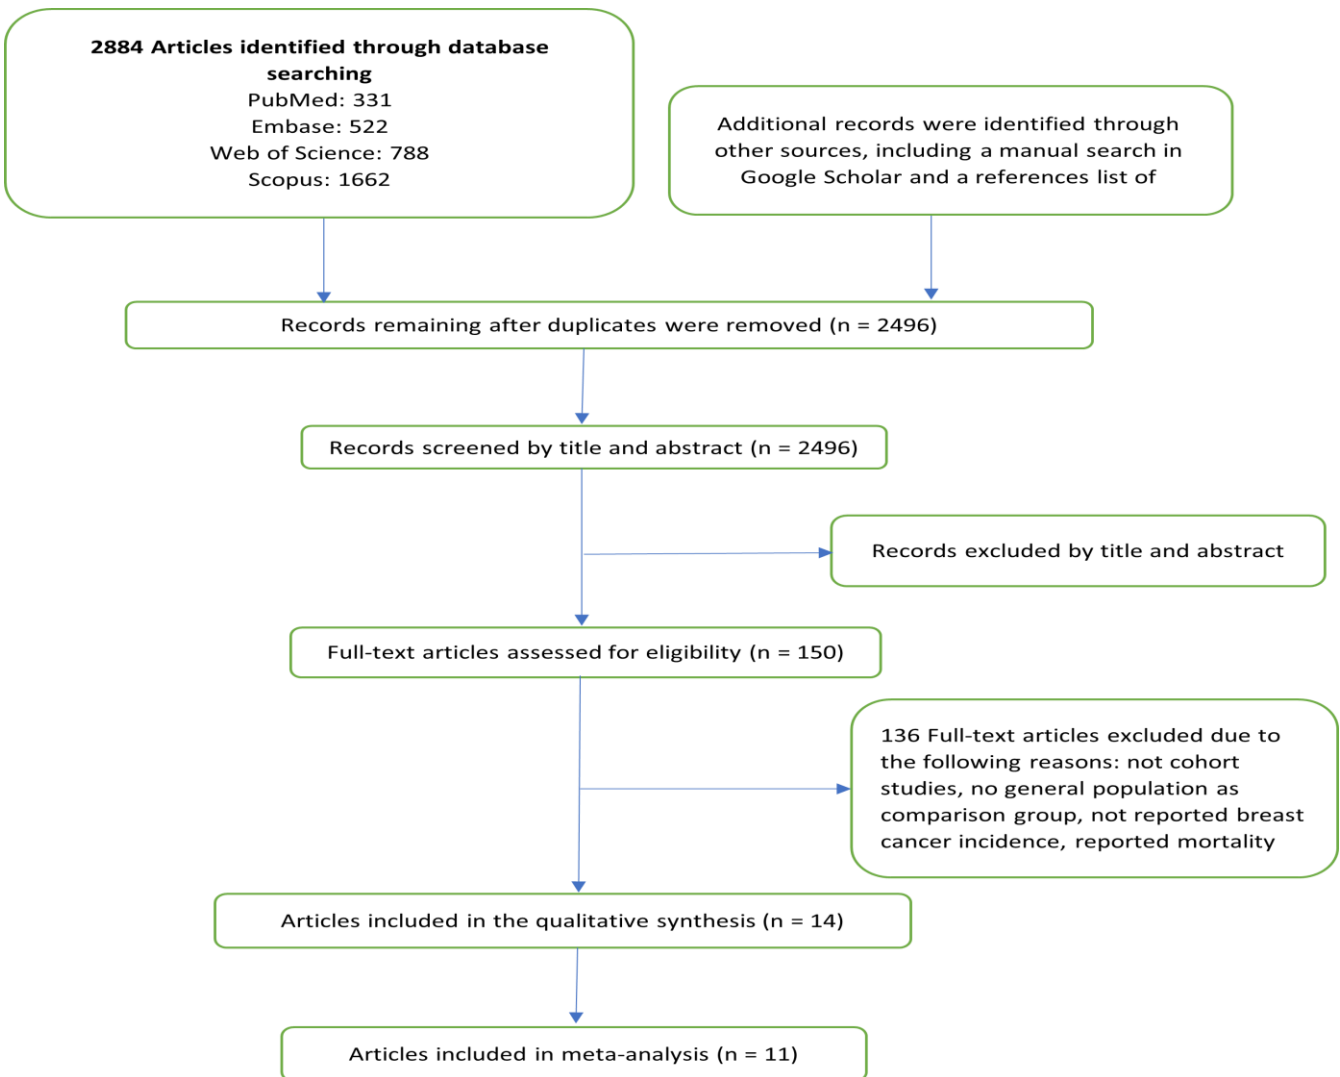 2884 Articles identified through database
searching
PubMed: 331
Embase: 522
Web of Science: 788
Scopus: 1662
Additional records were identified through
other sources, including a manual search in
Google Scholar and a references list of
Records remaining after duplicates were removed (n = 2496)
Records screened by title and abstract (n = 2496)
Records excluded by title and abstract
Full-text articles assessed for eligibility (n = 150)
136 Full-text articles excluded due to
the following reasons: not cohort
studies, no general population as
comparison group, not reported breast
cancer incidence, reported mortality
Articles included in the qualitative synthesis (n = 14)
Articles included in meta-analysis (n = 11)